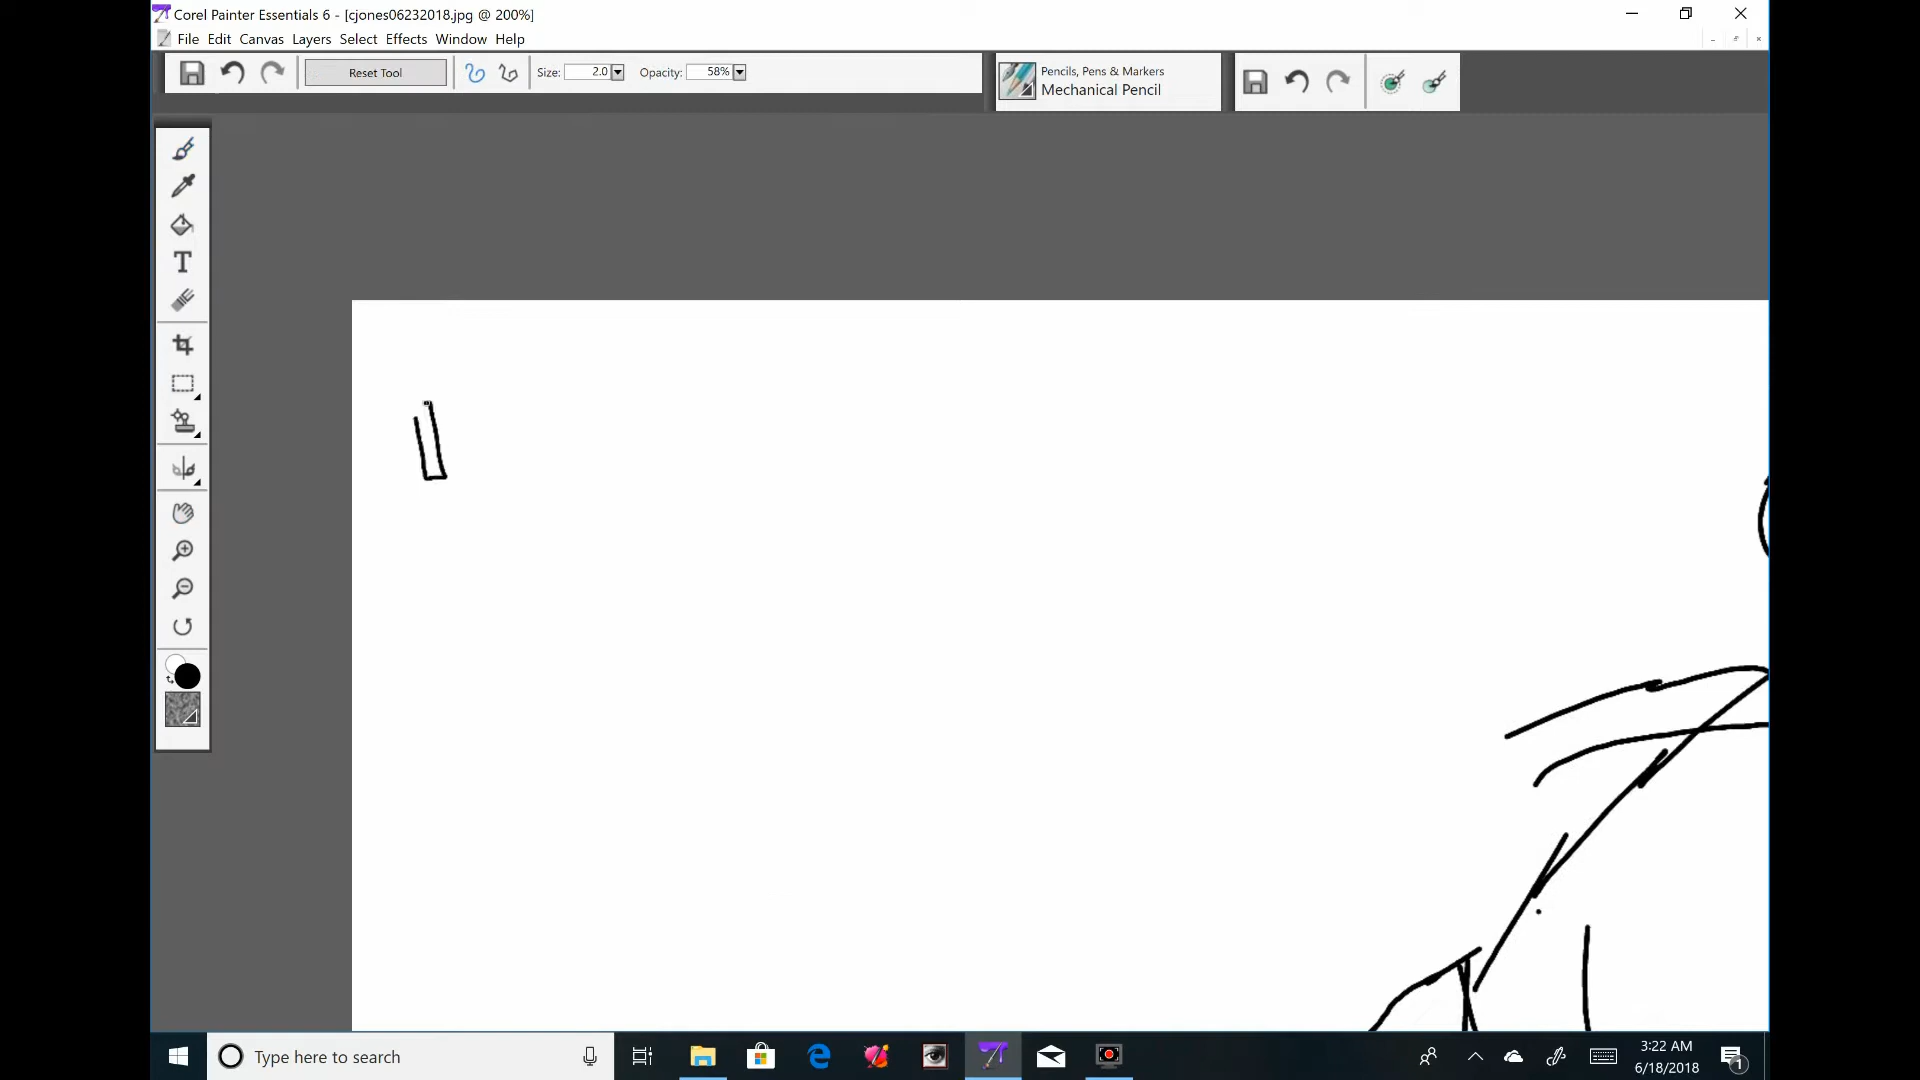 Corel Painter Essentials 6 - [cjones06232018.jpg @ 200%]
File Edit Canvas Layers Select Effects Window Help
Reset Tool Size: 2.0 Opacity: 58%
Pencils, Pens & Markers
Mechanical Pencil
T
Type here to search
3:22 AM
6/18/2018
1